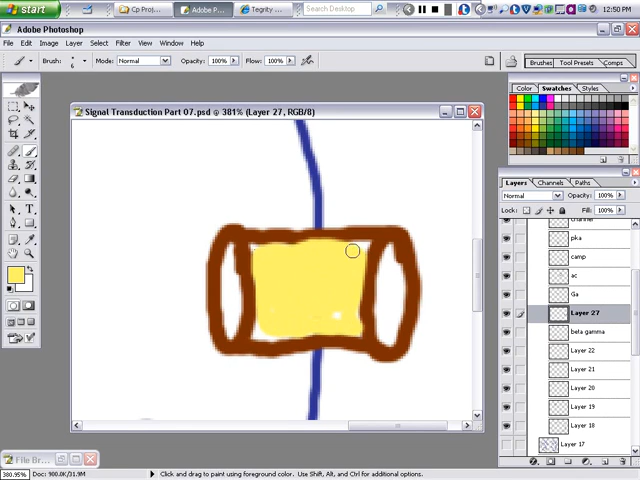 start
Cp Proj...
Adobe P...
Tegrity ...
Search Desktop
12:50 PM
Adobe Photoshop
File Edit Image Layer Select Filter View Window Help
Brush: 6 Mode: Normal Opacity: 100% Flow: 100%
Brushes Tool Presets Comps
Signal Transduction Part 07.psd @ 381% (Layer 27, RGB/8)
Color Swatches Styles
Layers Channels Paths
Normal Opacity: 100%
Lock: Fill: 100%
channel
pka
camp
ac
Ga
Layer 27
beta gamma
Layer 22
Layer 21
Layer 20
Layer 19
Layer 18
Layer 17
File Br...
380.95% Doc: 900.0K/31.9M Click and drag to paint using foreground color. Use Shift, Alt, and Ctrl for additional options.